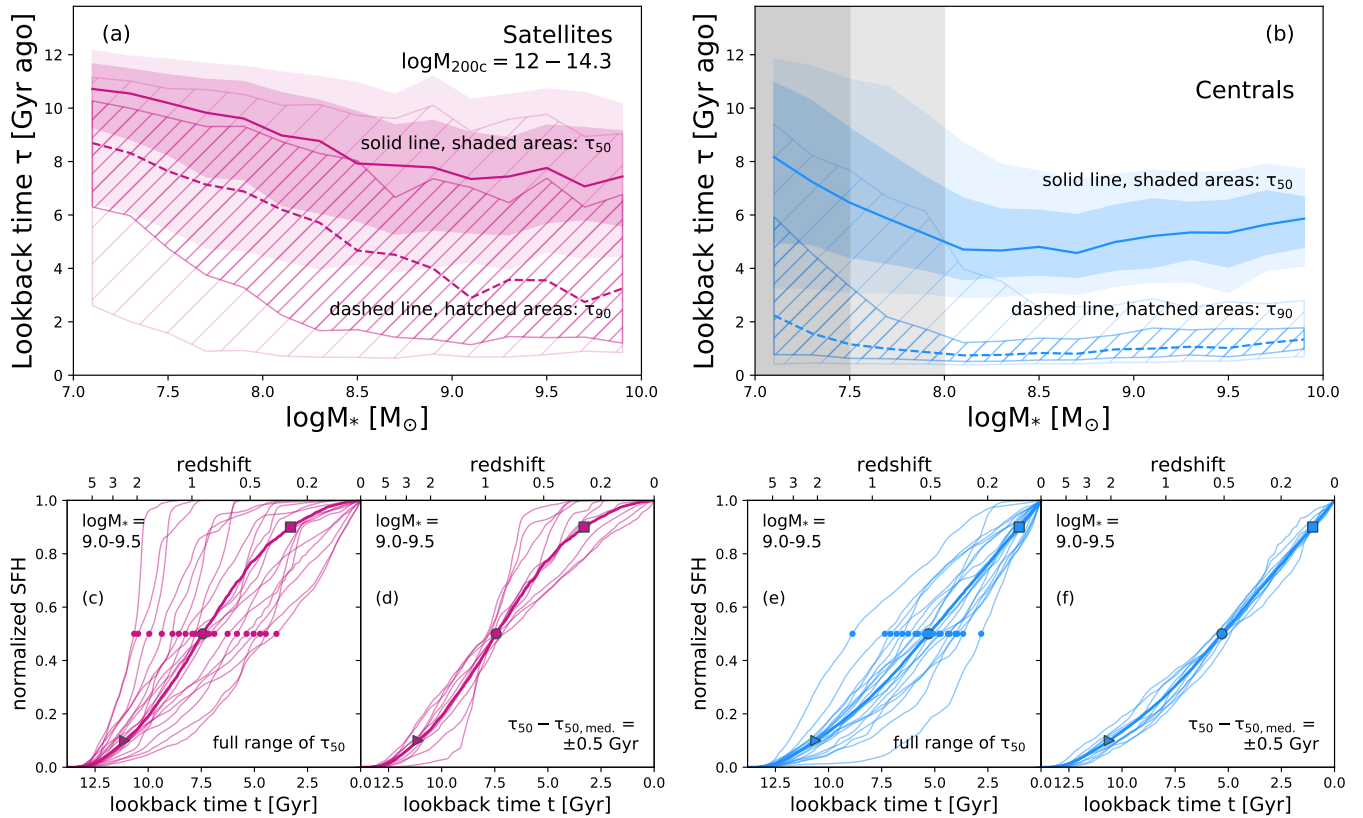 (a)
Satellites
logM₂₀₀c = 12 − 14.3
solid line, shaded areas: τ₅₀
dashed line, hatched areas: τ₉₀
Lookback time τ [Gyr ago]
0
2
4
6
8
10
12
7.0 7.5 8.0 8.5 9.0 9.5 10.0
logM* [M⊙]
(b)
Centrals
solid line, shaded areas: τ₅₀
dashed line, hatched areas: τ₉₀
Lookback time τ [Gyr ago]
0
2
4
6
8
10
12
7.0 7.5 8.0 8.5 9.0 9.5 10.0
logM* [M⊙]
redshift
5 3 2 1 0.5 0.2 0
logM* =
9.0-9.5
(c)
full range of τ₅₀
normalized SFH
0.0
0.2
0.4
0.6
0.8
1.0
12.5 10.0 7.5 5.0 2.5 0.0
lookback time t [Gyr]
redshift
5 3 2 1 0.5 0.2 0
logM* =
9.0-9.5
(d)
τ₅₀ − τ₅₀,med. =
±0.5 Gyr
12.5 10.0 7.5 5.0 2.5 0.0
lookback time t [Gyr]
redshift
5 3 2 1 0.5 0.2 0
logM* =
9.0-9.5
(e)
full range of τ₅₀
normalized SFH
0.0
0.2
0.4
0.6
0.8
1.0
12.5 10.0 7.5 5.0 2.5 0.0
lookback time t [Gyr]
redshift
5 3 2 1 0.5 0.2 0
logM* =
9.0-9.5
(f)
τ₅₀ − τ₅₀,med. =
±0.5 Gyr
12.5 10.0 7.5 5.0 2.5 0.0
lookback time t [Gyr]